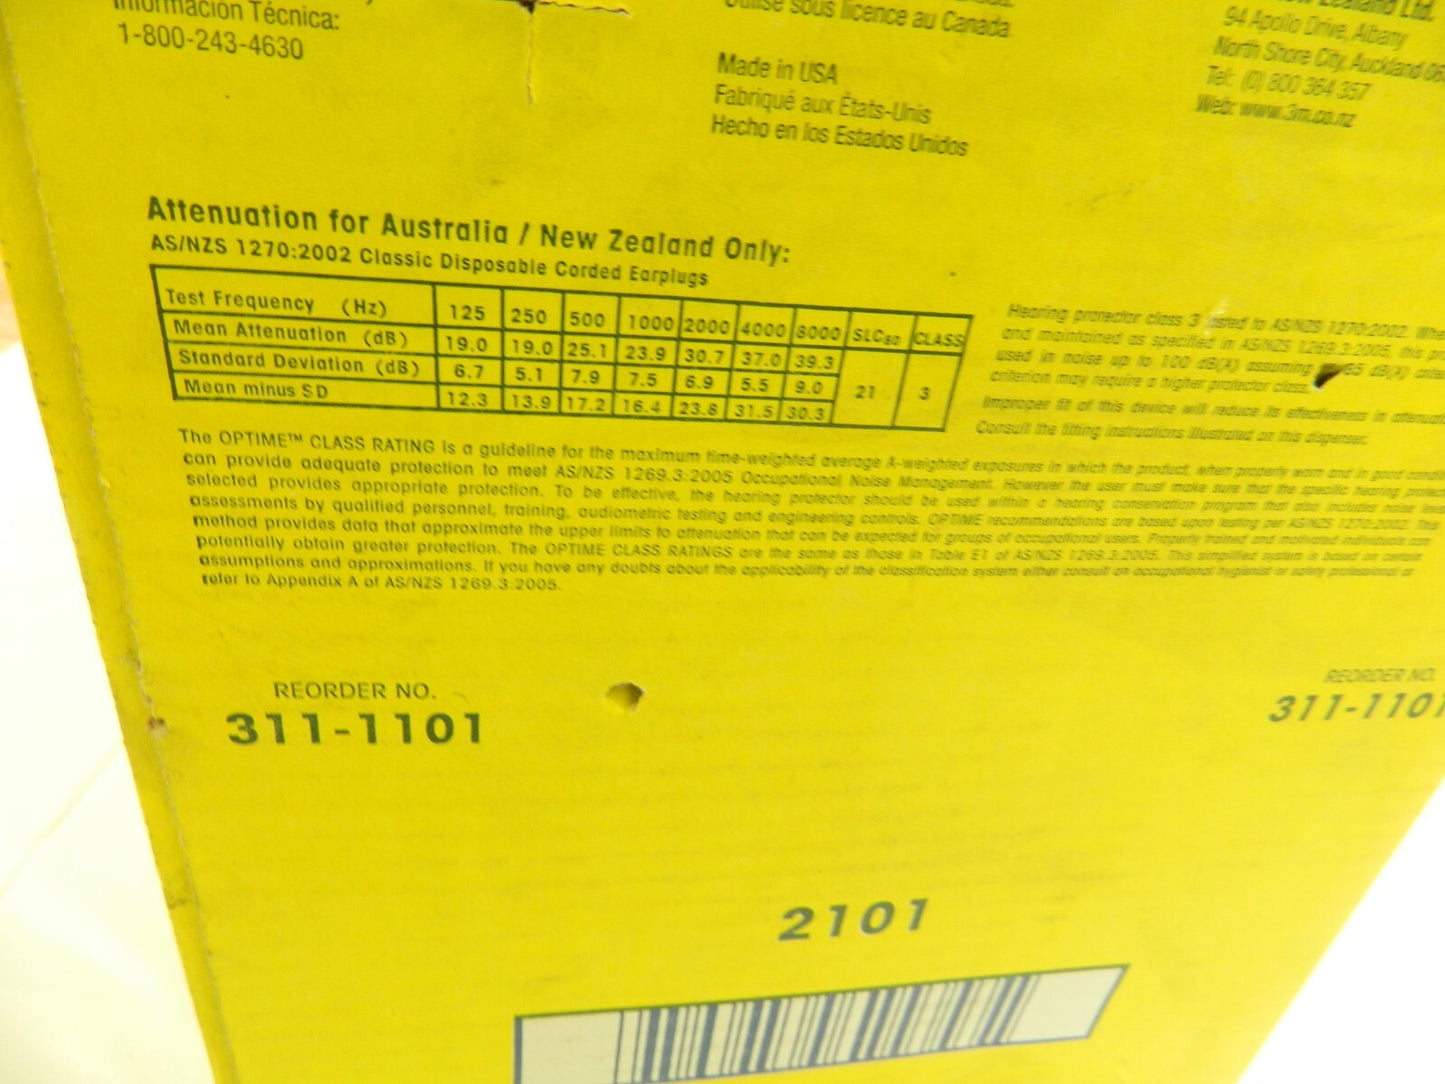 Información Técnica:
1-800-243-4630
Utilisé sous licence au Canada
Made in USA
Fabriqué aux États-Unis
Hecho en los Estados Unidos
Zealand Ltd.
94 Apollo Drive, Albany
North Shore City, Auckland
Tel: (0) 800 364 357
Web: www.3m.co.nz
Attenuation for Australia / New Zealand Only:
AS/NZS 1270:2002 Classic Disposable Corded Earplugs
Test Frequency (Hz) 125 250 500 1000 2000 4000 8000 SLC80 CLASS
Mean Attenuation (dB) 19.0 19.0 25.1 23.9 30.7 37.0 39.3 21 3
Standard Deviation (dB) 6.7 5.1 7.9 7.5 6.9 5.5 9.0
Mean minus SD 12.3 13.9 17.2 16.4 23.8 31.5 30.3
Hearing protector class 3 tested to AS/NZS 1270:2002. When
and maintained as specified in AS/NZS 1269.3:2005, this
used in noise up to 100 dB(A) assuming 85 dB(A)
criterion may require a higher protector class.
Improper fit of this device will reduce its effectiveness in
Consult the fitting instructions illustrated on this dispenser.
The OPTIME™ CLASS RATING is a guideline for the maximum time-weighted average A-weighted exposures in which the product, when properly worn and in good
can provide adequate protection to meet AS/NZS 1269.3:2005 Occupational Noise Management. However the user must make sure that the specific hearing
selected provides appropriate protection. To be effective, the hearing protector should be used within a hearing conservation program that also includes noise
assessments by qualified personnel, training, audiometric testing and engineering controls. OPTIME recommendations are based upon testing per AS/NZS 1270:2002. This
method provides data that approximate the upper limits to attenuation that can be expected for groups of occupational users. Properly trained and motivated individuals can
potentially obtain greater protection. The OPTIME CLASS RATINGS are the same as those in Table E1 of AS/NZS 1269.3:2005. This simplified system is based on certain
assumptions and approximations. If you have any doubts about the applicability of the classification system either consult an occupational hygienist or safety professional or
refer to Appendix A of AS/NZS 1269.3:2005.
REORDER NO.
311-1101
REORDER NO.
311-1101
2101